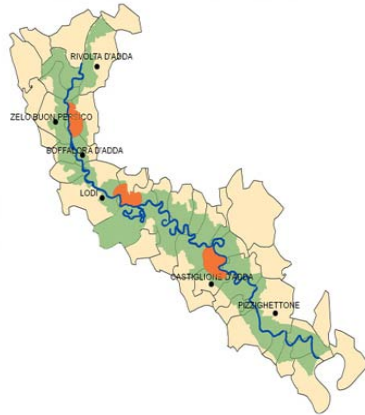 RIVOLTA D'ADDA
ZELO BUON PERSICO
BOFFALORA D'ADDA
LODI
CASTIGLIONE D'ADDA
PIZZIGHETTONE